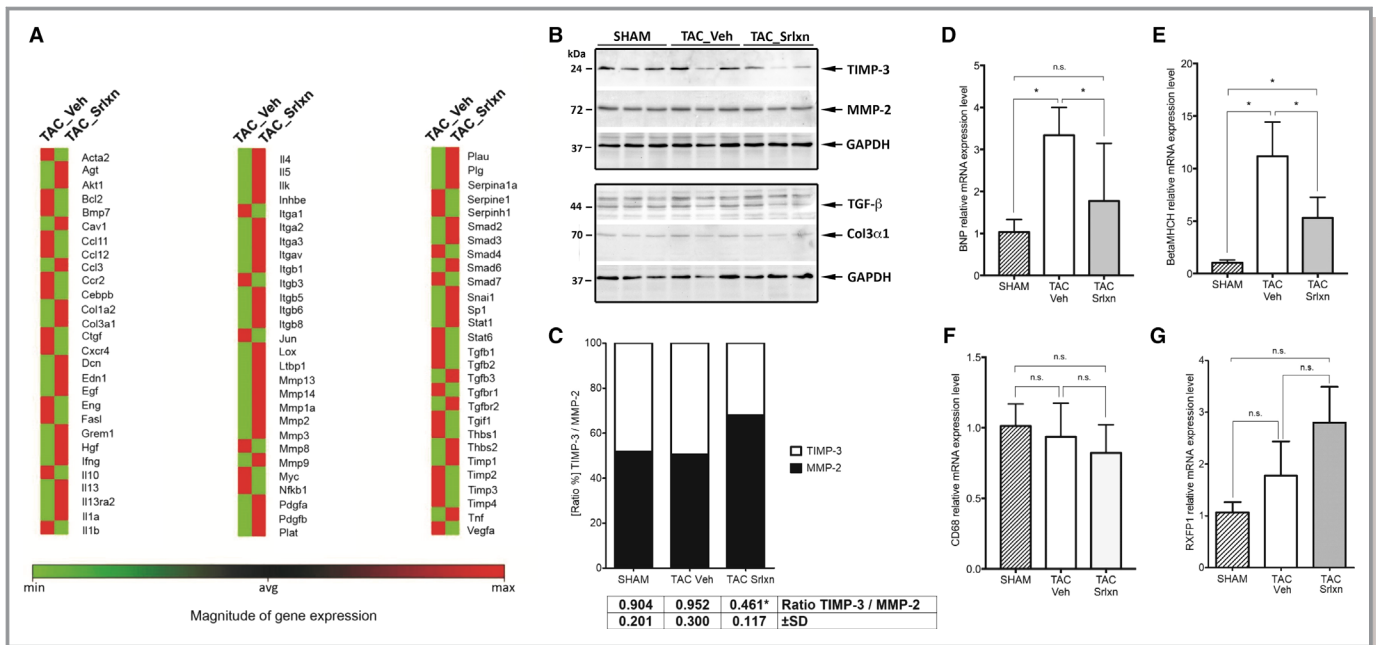 A
TAC_Veh
TAC_Srlxn
Acta2
Agt
Akt1
Bcl2
Bmp7
Cav1
Ccl11
Ccl12
Ccl3
Ccr2
Cebpb
Col1a2
Col3a1
Ctgf
Cxcr4
Dcn
Edn1
Egf
Eng
Fasl
Grem1
Hgf
Ifng
Il10
Il13
Il13ra2
Il1a
Il1b
TAC_Veh
TAC_Srlxn
Il4
Il5
Ilk
Inhbe
Itga1
Itga2
Itga3
Itgav
Itgb1
Itgb3
Itgb5
Itgb6
Itgb8
Jun
Lox
Ltbp1
Mmp13
Mmp14
Mmp1a
Mmp2
Mmp3
Mmp8
Mmp9
Myc
Nfkb1
Pdgfa
Pdgfb
Plat
TAC_Veh
TAC_Srlxn
Plau
Plg
Serpina1a
Serpine1
Serpinh1
Smad2
Smad3
Smad4
Smad6
Smad7
Snai1
Sp1
Stat1
Stat6
Tgfb1
Tgfb2
Tgfb3
Tgfbr1
Tgfbr2
Tgif1
Thbs1
Thbs2
Timp1
Timp2
Timp3
Timp4
Tnf
Vegfa
min avg max
Magnitude of gene expression
B
SHAM TAC_Veh TAC_Srlxn
kDa
24 TIMP-3
72 MMP-2
37 GAPDH
44 TGF-β
70 Col3α1
37 GAPDH
C
[Ratio %] TIMP-3 / MMP-2
100
80
60
40
20
0
SHAM TAC Veh TAC Srlxn
TIMP-3
MMP-2
0.904 0.952 0.461* Ratio TIMP-3 / MMP-2
0.201 0.300 0.117 ±SD
D
BNP relative mRNA expression level
5
4
3
2
1
0
n.s.
* *
SHAM TAC Veh TAC Srlxn
E
BetaMHCH relative mRNA expression level
20
15
10
5
0
*
* *
SHAM TAC Veh TAC Srlxn
F
CD68 relative mRNA expression level
1.5
1.0
0.5
0.0
n.s.
n.s. n.s.
SHAM TAC Veh TAC Srlxn
G
RXFP1 relative mRNA expression level
4
3
2
1
0
n.s.
n.s.
n.s.
SHAM TAC Veh TAC Srlxn